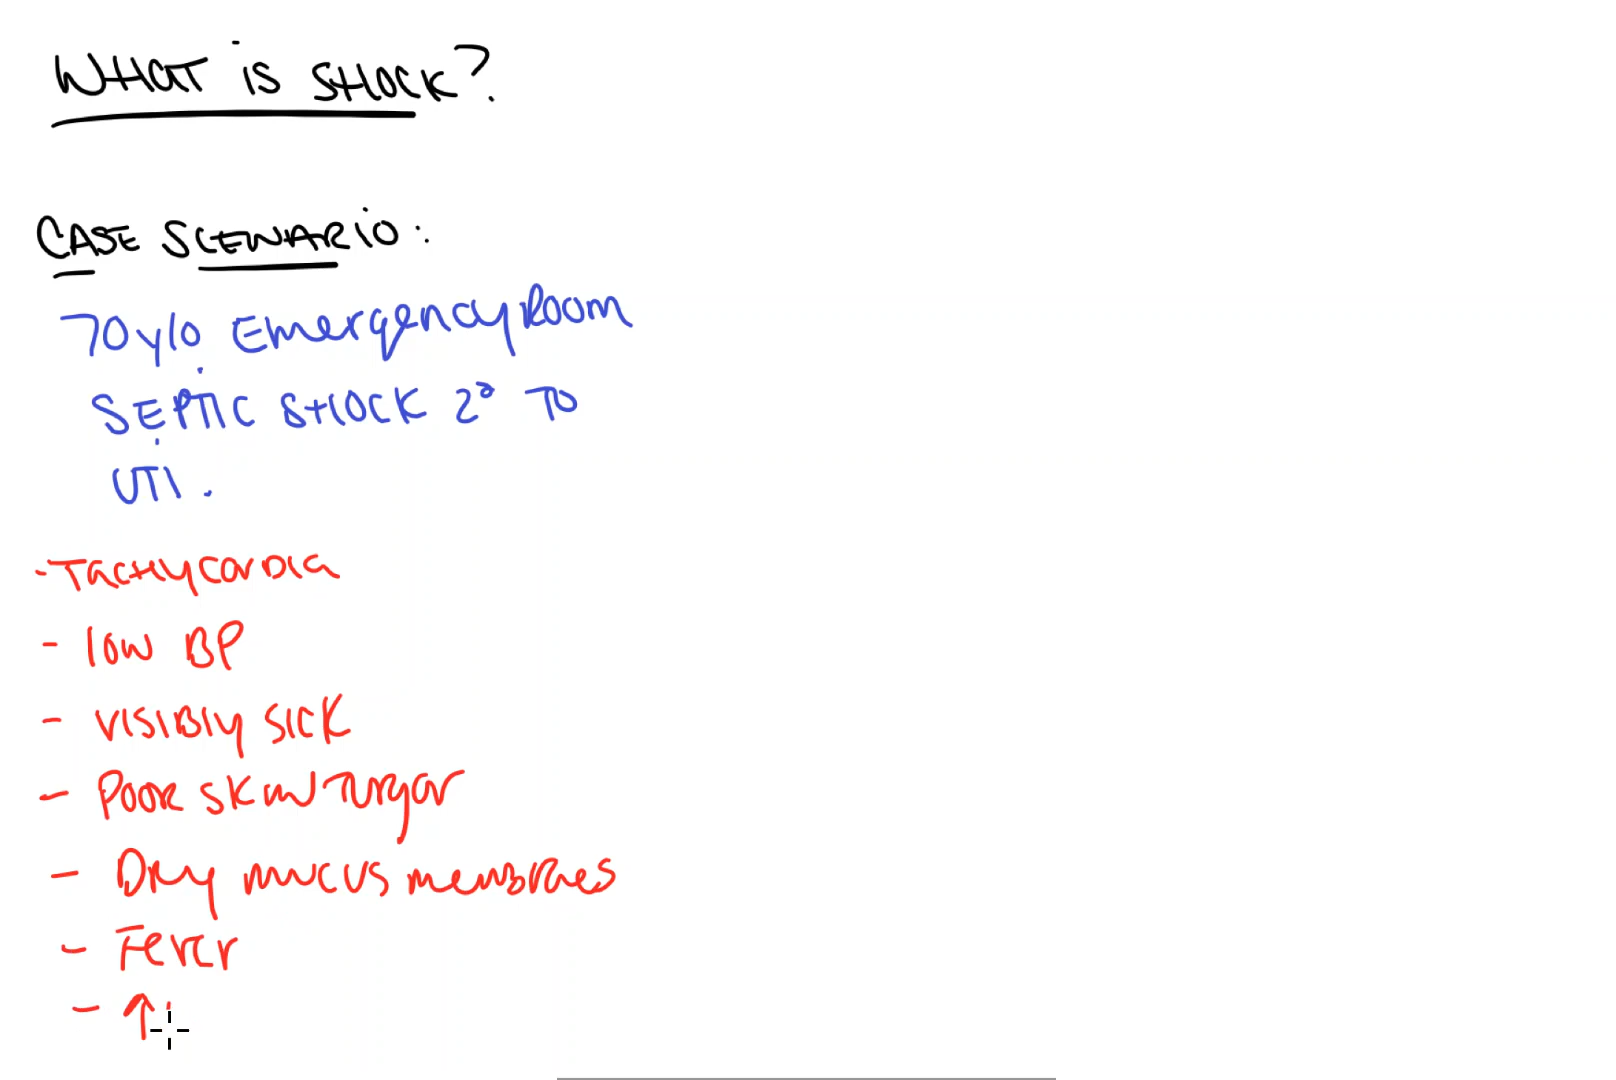 WHAT IS SHOCK?
CASE SCENARIO:
70 y/o Emergency Room
SEPTIC SHOCK 2° TO
UTI.
- TACHYCARDIA
- low BP
- VISIBLY SICK
- Poor skin Turgor
- Dry mucus membranes
- Fever
- ↑